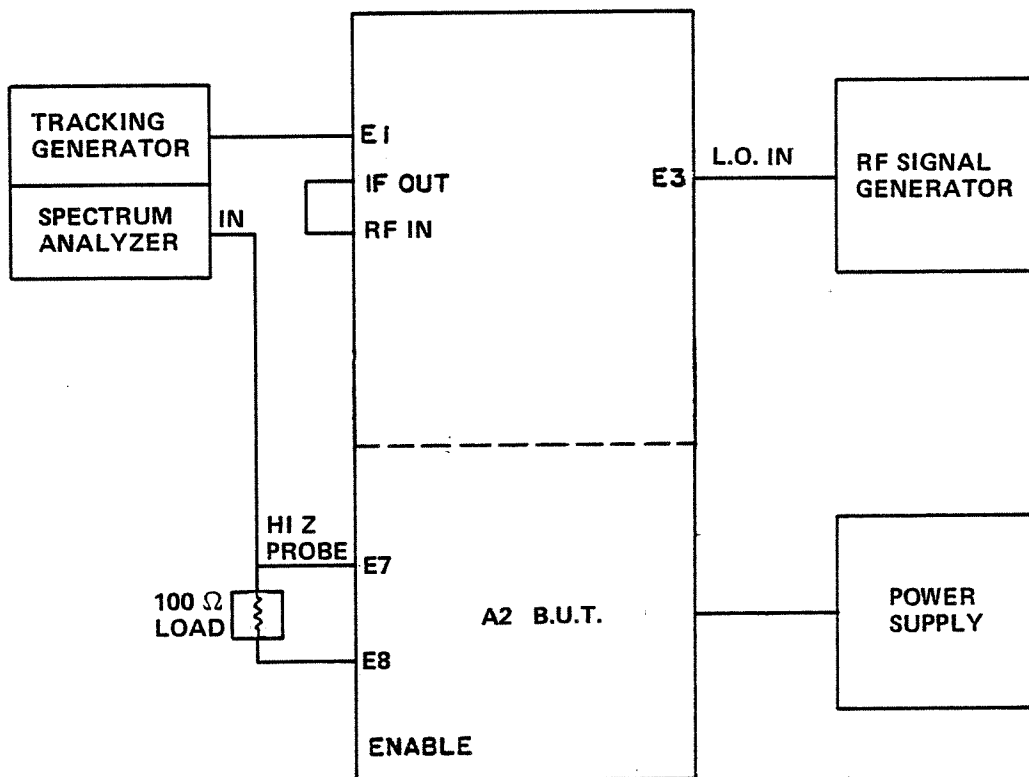 TRACKING
GENERATOR
SPECTRUM
ANALYZER
IN
E1
IF OUT
RF IN
E3
L.O. IN
RF SIGNAL
GENERATOR
HI Z
PROBE
E7
100 Ω
LOAD
E8
A2 B.U.T.
ENABLE
POWER
SUPPLY